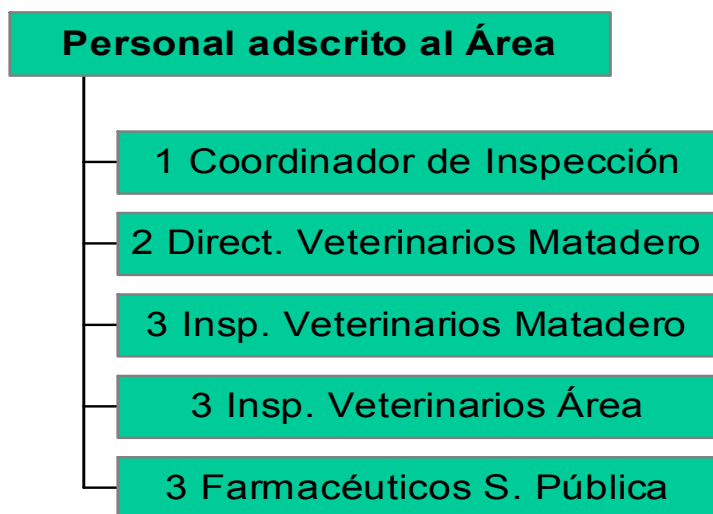 Personal adscrito al Área
1 Coordinador de Inspección
2 Direct. Veterinarios Matadero
3 Insp. Veterinarios Matadero
3 Insp. Veterinarios Área
3 Farmacéuticos S. Pública